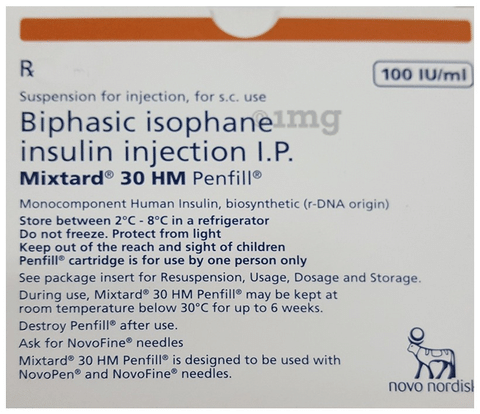 Rx
100 IU/ml
Suspension for injection, for s.c. use
Biphasic isophane
1mg
insulin injection I.P.
Mixtard® 30 HM Penfill®
Monocomponent Human Insulin, biosynthetic (r-DNA origin)
Store between 2°C - 8°C in a refrigerator
Do not freeze. Protect from light
Keep out of the reach and sight of children
Penfill® cartridge is for use by one person only
See package insert for Resuspension, Usage, Dosage and Storage.
During use, Mixtard® 30 HM Penfill® may be kept at
room temperature below 30°C for up to 6 weeks.
Destroy Penfill® after use.
Ask for NovoFine® needles
Mixtard® 30 HM Penfill® is designed to be used with
NovoPen® and NovoFine® needles.
novo nordisk